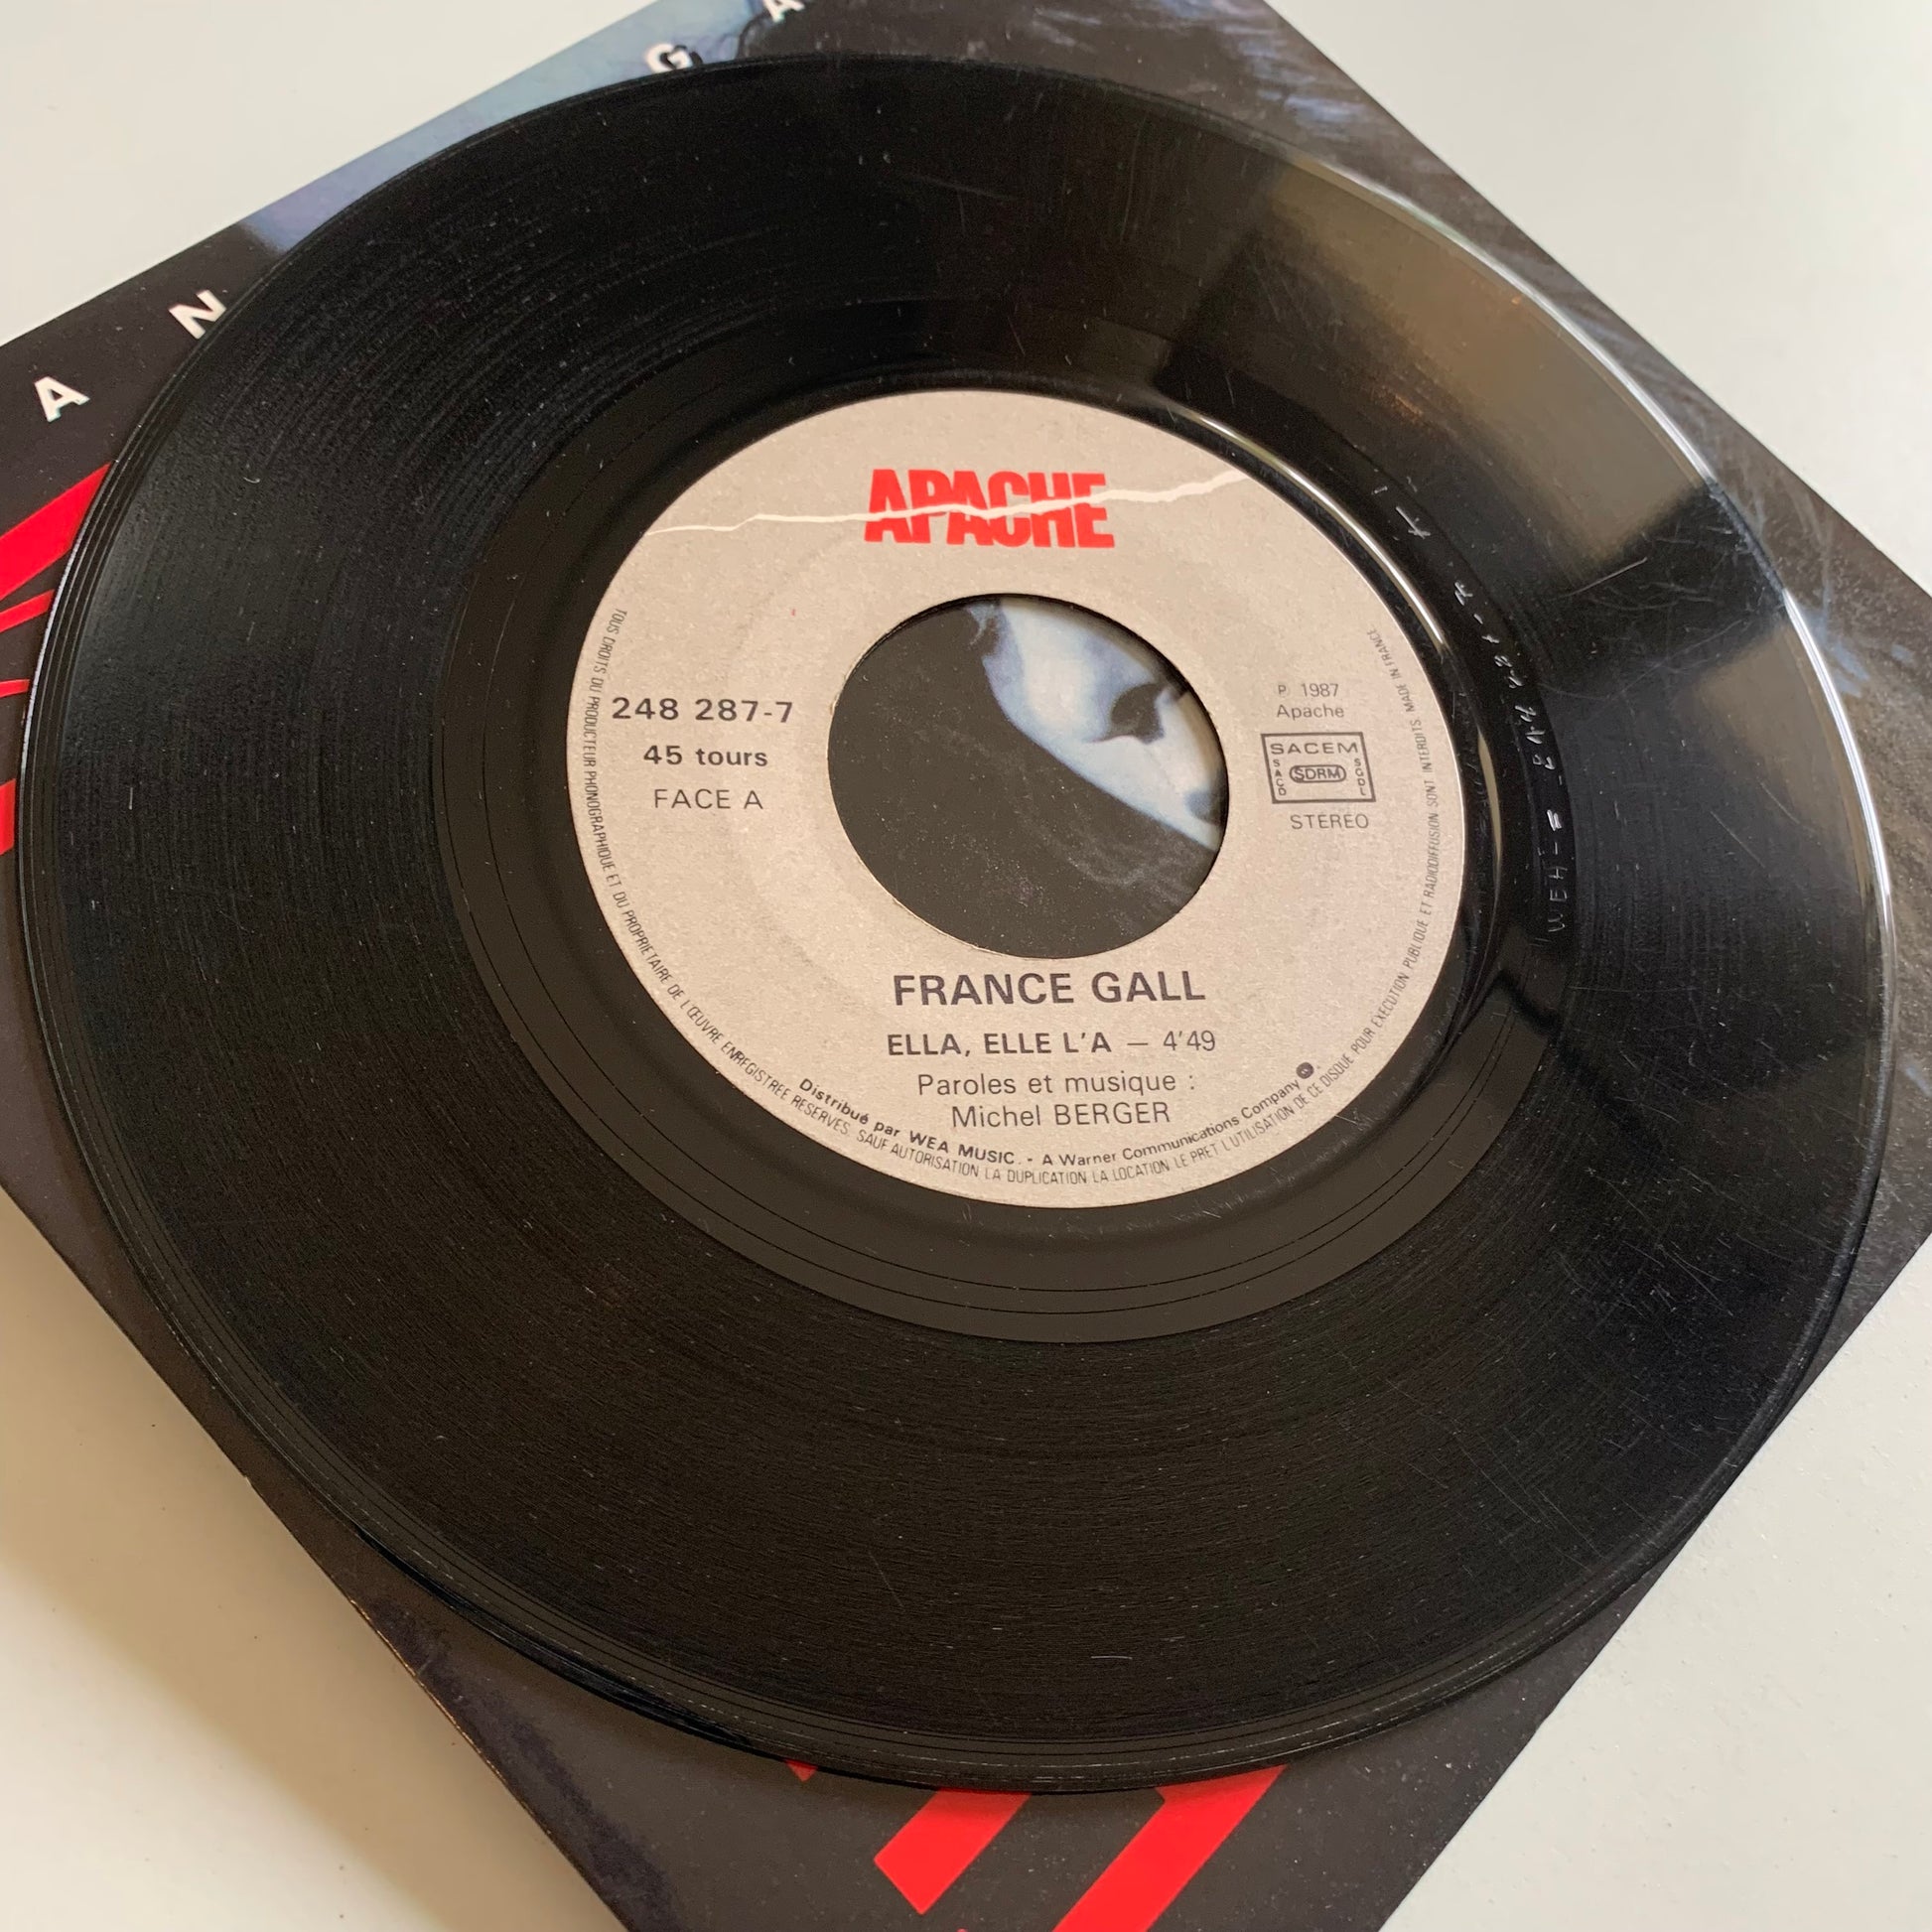 A N G A
APACHE
248 287-7
45 tours
FACE A
℗ 1987
Apache
SACEM
SACD
SDRM
SGDL
STÉRÉO
FRANCE GALL
ELLA, ELLE L'A — 4'49
Paroles et musique :
Michel BERGER
Distribué par WEA MUSIC. - A Warner Communications Company
TOUS DROITS DU PRODUCTEUR PHONOGRAPHIQUE ET DU PROPRIETAIRE DE L'ŒUVRE ENREGISTREE RESERVES. SAUF AUTORISATION LA DUPLICATION LA LOCATION LE PRET L'UTILISATION DE CE DISQUE POUR EXECUTION PUBLIQUE ET RADIODIFFUSION SONT INTERDITS. MADE IN FRANCE.